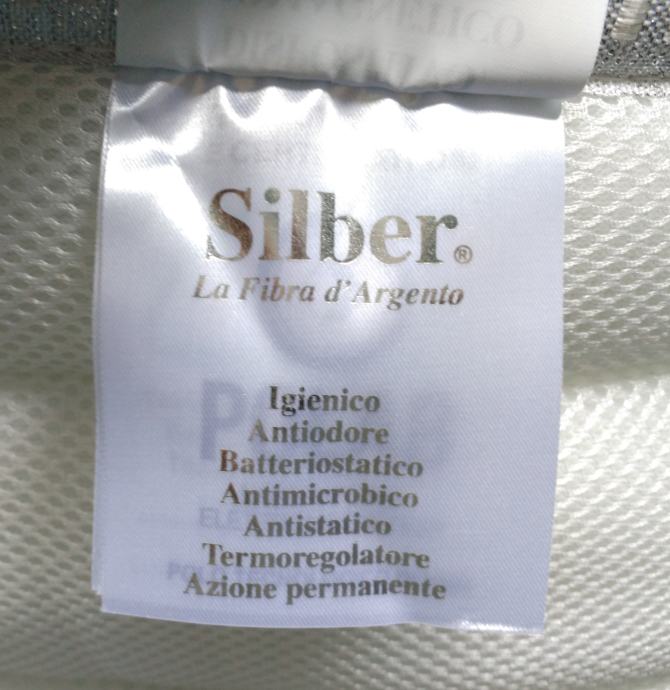 Silber®
La Fibra d'Argento
Igienico
Antiodore
Batteriostatico
Antimicrobico
Antistatico
Termoregolatore
Azione permanente